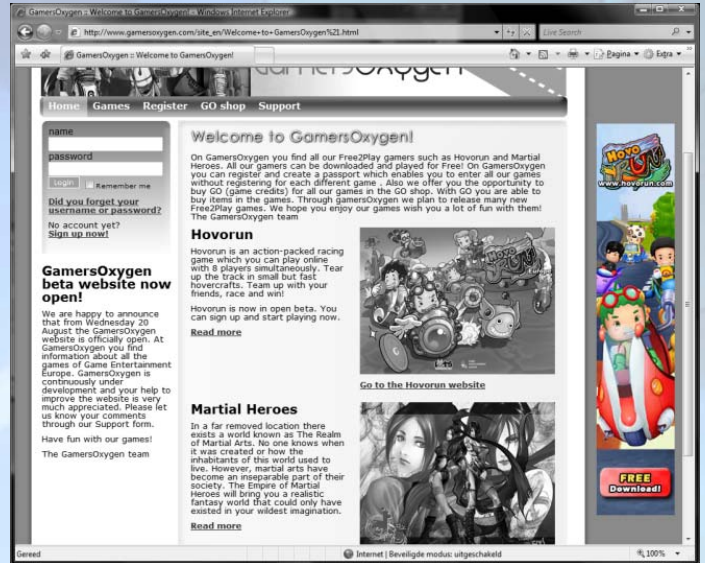 GamersOxygen :: Welcome to GamersOxygen! - Windows Internet Explorer
http://www.gamersoxygen.com/site_en/Welcome+to+GamersOxygen%21.html
Live Search
GamersOxygen :: Welcome to GamersOxygen!
Pagina
Extra
GamersOxygen
Home Games Register GO shop Support
name
password
Login Remember me
Did you forget your
username or password?
No account yet?
Sign up now!
GamersOxygen
beta website now
open!
We are happy to announce
that from Wednesday 20
August the GamersOxygen
website is officially open. At
GamersOxygen you find
information about all the
games of Game Entertainment
Europe. GamersOxygen is
continuously under
development and your help to
improve the website is very
much appreciated. Please let
us know your comments
through our Support form.
Have fun with our games!
The GamersOxygen team
Welcome to GamersOxygen!
On GamersOxygen you find all our Free2Play gamers such as Hovorun and Martial
Heroes. All our gamers can be downloaded and played for Free! On GamersOxygen
you can register and create a passport which enables you to enter all our games
without registering for each different game . Also we offer you the opportunity to
buy GO (game credits) for all our games in the GO shop. With GO you are able to
buy items in the games. Through gamersOxygen we plan to release many new
Free2Play games. We hope you enjoy our games wish you a lot of fun with them!
The GamersOxygen team
Hovorun
Hovorun is an action-packed racing
game which you can play online
with 8 players simultaneously. Tear
up the track in small but fast
hovercrafts. Team up with your
friends, race and win!
Hovorun is now in open beta. You
can sign up and start playing now.
Read more
HOVO RUN
Go to the Hovorun website
Martial Heroes
In a far removed location there
exists a world known as The Realm
of Martial Arts. No one knows when
it was created or how the
inhabitants of this world used to
live. However, martial arts have
become an inseparable part of their
society. The Empire of Martial
Heroes will bring you a realistic
fantasy world that could only have
existed in your wildest imagination.
Read more
HOVO
RUN
www.hovorun.com
FREE
Download!
Gereed
Internet | Beveiligde modus: uitgeschakeld
100%